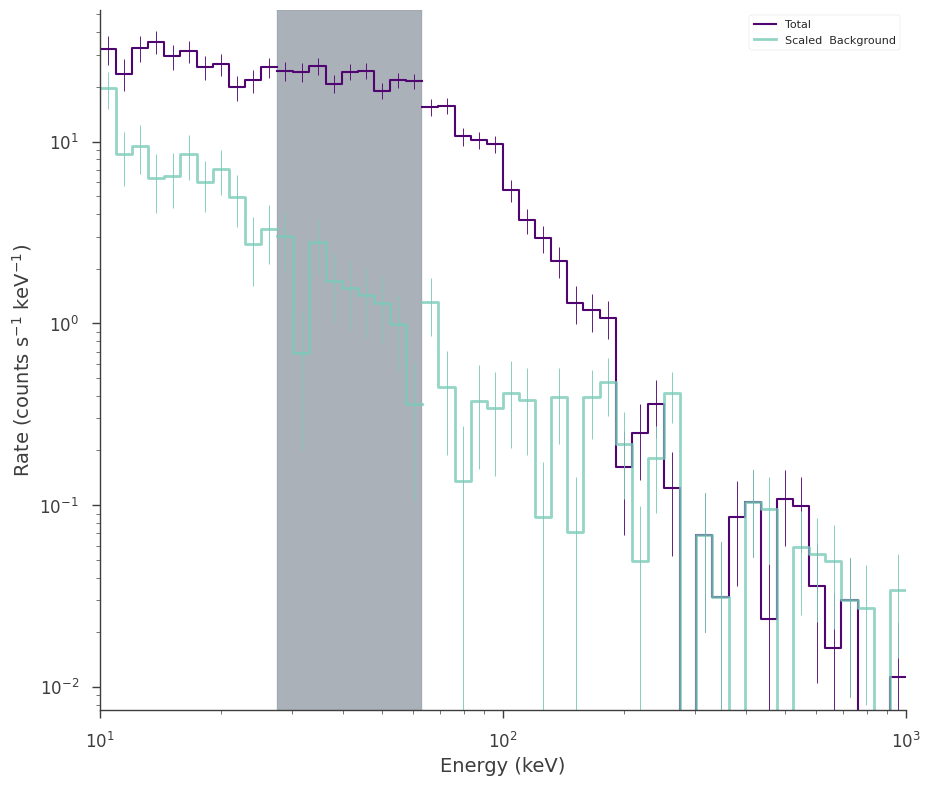 Total
Scaled  Background
Rate (counts s⁻¹ keV⁻¹)
10¹
10⁰
10⁻¹
10⁻²
10¹ 10² 10³
Energy (keV)